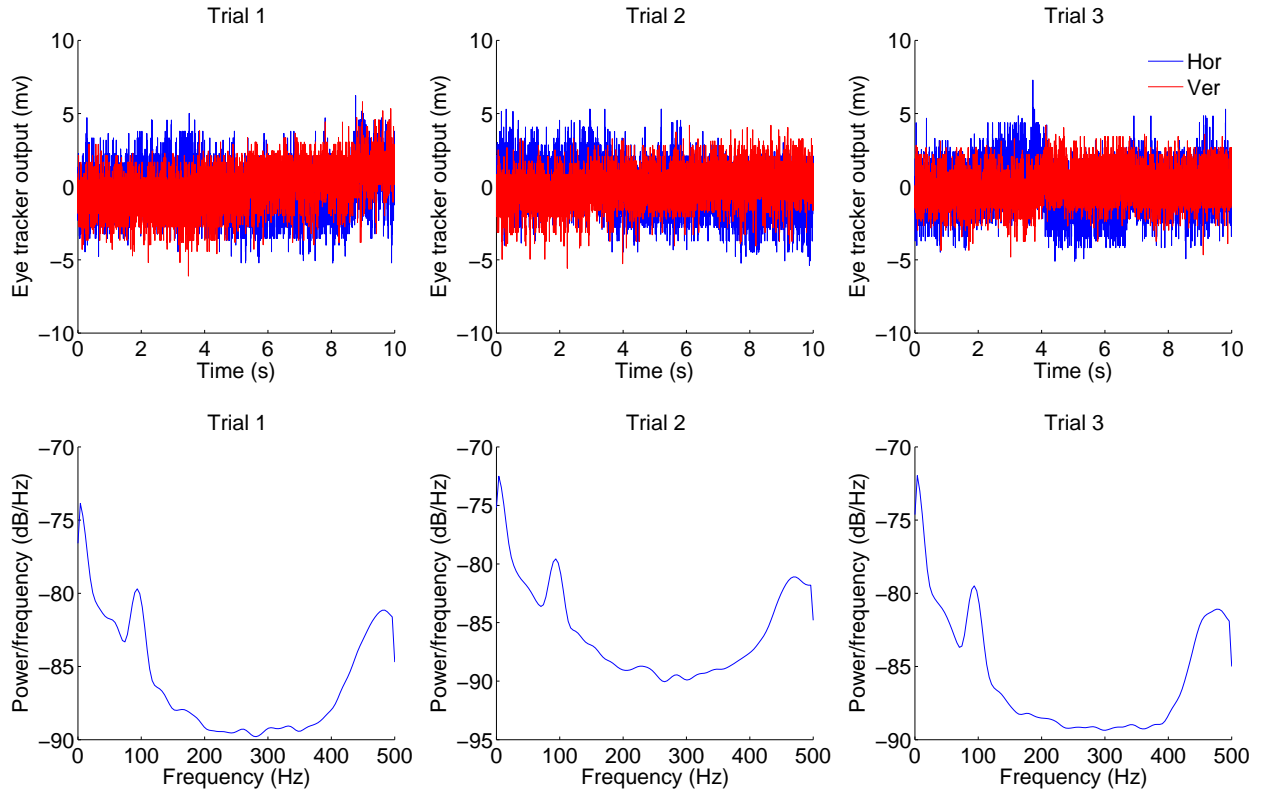 Trial 1
Trial 2
Trial 3
10
5
0
−5
−10
Eye tracker output (mv)
0 2 4 6 8 10
Time (s)
10
5
0
−5
−10
Eye tracker output (mv)
0 2 4 6 8 10
Time (s)
10
5
0
−5
−10
Eye tracker output (mv)
0 2 4 6 8 10
Time (s)
Hor
Ver
Trial 1
Trial 2
Trial 3
−70
−75
−80
−85
−90
Power/frequency (dB/Hz)
0 100 200 300 400 500
Frequency (Hz)
−70
−75
−80
−85
−90
−95
Power/frequency (dB/Hz)
0 100 200 300 400 500
Frequency (Hz)
−70
−75
−80
−85
−90
Power/frequency (dB/Hz)
0 100 200 300 400 500
Frequency (Hz)